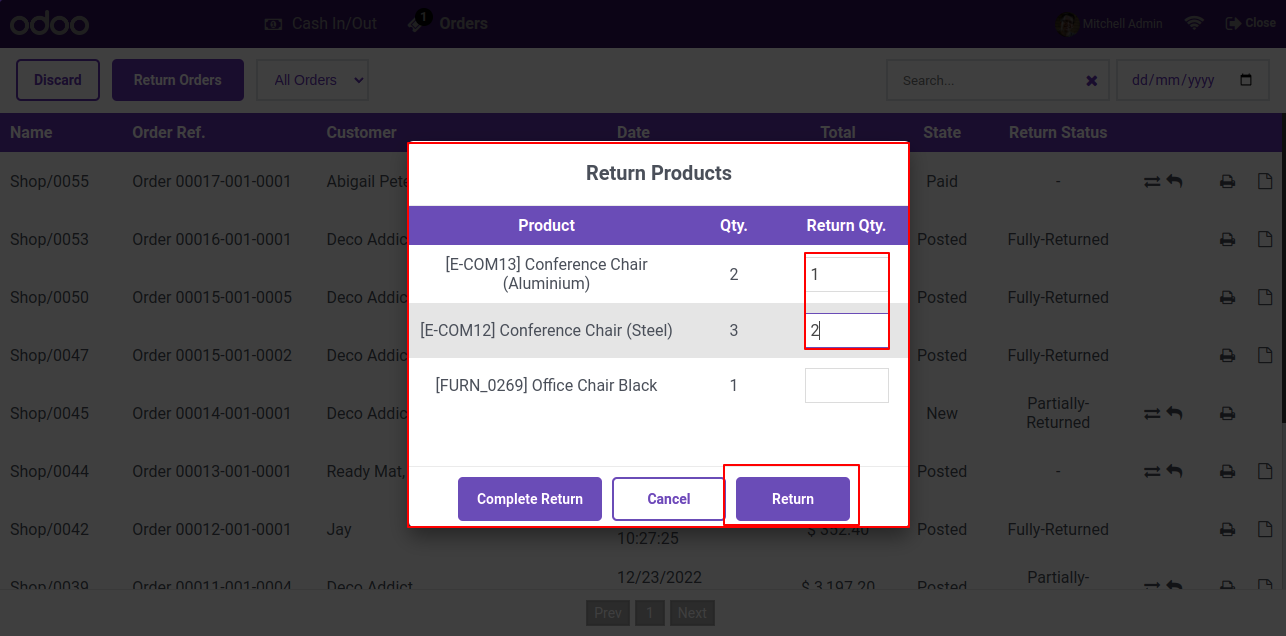 odoo Cash In/Out 1 Orders Mitchell Admin Close
Discard Return Orders All Orders Search... dd/mm/yyyy
Name Order Ref. Customer Date Total State Return Status
Return Products
Product Qty. Return Qty.
[E-COM13] Conference Chair
(Aluminium) 2 1
[E-COM12] Conference Chair (Steel) 3 2
[FURN_0269] Office Chair Black 1
Complete Return Cancel Return
Shop/0055 Order 00017-001-0001 Abigail Pete Paid -
Shop/0053 Order 00016-001-0001 Deco Addic Posted Fully-Returned
Shop/0050 Order 00015-001-0005 Deco Addic Posted Fully-Returned
Shop/0047 Order 00015-001-0002 Deco Addic Posted Fully-Returned
Shop/0045 Order 00014-001-0001 Deco Addic New Partially-
Returned
Shop/0044 Order 00013-001-0001 Ready Mat, Posted -
Shop/0042 Order 00012-001-0001 Jay 10:27:25 $ 352.40 Posted Fully-Returned
Shop/0039 Order 00011-001-0004 Deco Addict 12/23/2022 $ 3,197.20 Posted Partially-
Prev 1 Next